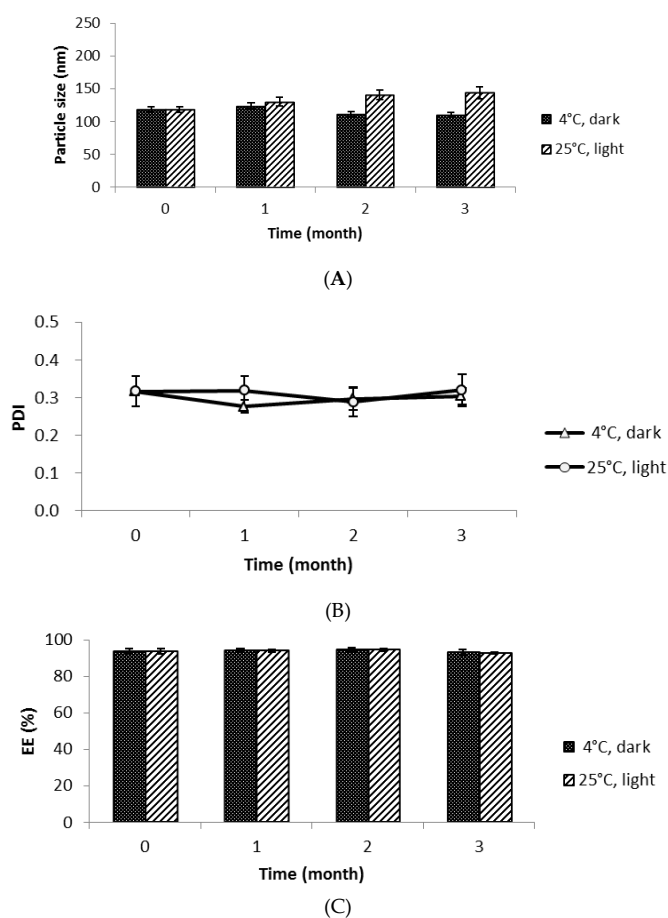 250
200
150
100
50
0
Particle size (nm)
0 1 2 3
Time (month)
4°C, dark
25°C, light
(A)
0.5
0.4
0.3
0.2
0.1
0.0
PDI
0 1 2 3
Time (month)
4°C, dark
25°C, light
(B)
100
80
60
40
20
0
EE (%)
0 1 2 3
Time (month)
4°C, dark
25°C, light
(C)